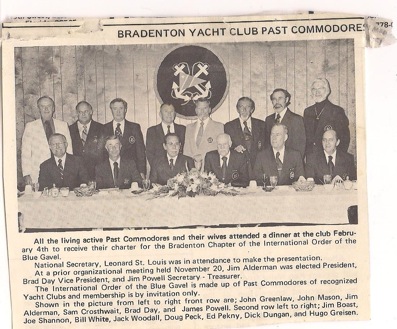 BRADENTON YACHT CLUB PAST COMMODORES
All the living active Past Commodores and their wives attended a dinner at the club Febru-
ary 4th to receive their charter for the Bradenton Chapter of the International Order of the
Blue Gavel.
National Secretary, Leonard St. Louis was in attendance to make the presentation.
At a prior organizational meeting held November 20, Jim Alderman was elected President,
Brad Day Vice President, and Jim Powell Secretary - Treasurer.
The International Order of the Blue Gavel is made up of Past Commodores of recognized
Yacht Clubs and membership is by invitation only.
Shown in the picture from left to right front row are; John Greenlaw, John Mason, Jim
Alderman, Sam Crosthwait, Brad Day, and James Powell. Second row left to right; Jim Boast,
Joe Shannon, Bill White, Jack Woodall, Doug Peck, Ed Pekny, Dick Dungan, and Hugo Greisen.